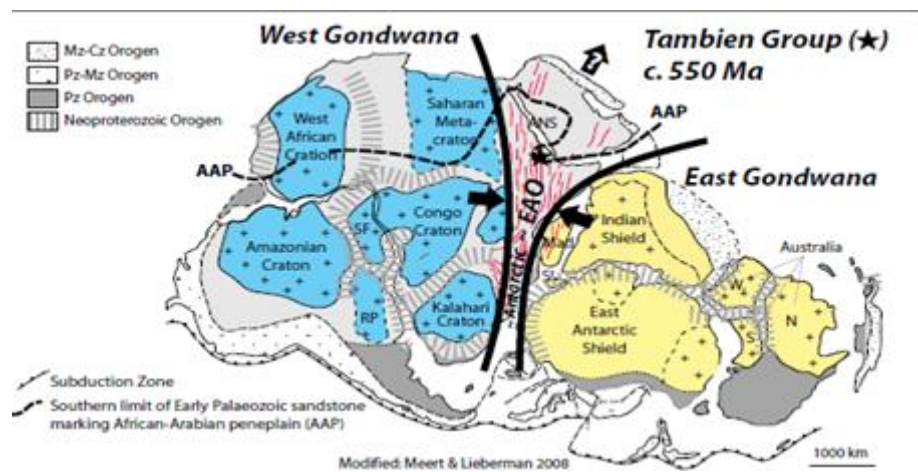 West Gondwana
Tambien Group (★)
c. 550 Ma
Mz-Cz Orogen
Pz-Mz Orogen
Pz Orogen
Neoproterozoic Orogen
West
African
Cration
Saharan
Meta-
craton
ANS
AAP
AAP
East Gondwana
~Antarctic ~ EAO
Congo
Craton
SF
Amazonian
Craton
RP
Kalahari
Craton
Mad
SL
Indian
Shield
East
Antarctic
Shield
Australia
W
N
S
Subduction Zone
Southern limit of Early Palaeozoic sandstone
marking African-Arabian peneplain (AAP)
Modified: Meert & Lieberman 2008
1000 km